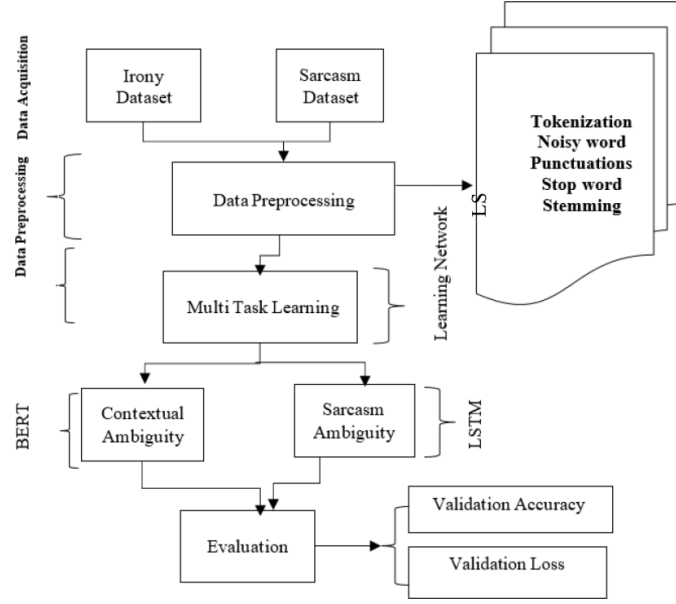 Data Acquisition
Irony
Dataset
Sarcasm
Dataset
Tokenization
Noisy word
Punctuations
Stop word
Stemming
LS
Data Preprocessing
Data Preprocessing
Learning Network
Multi Task Learning
BERT
Contextual
Ambiguity
Sarcasm
Ambiguity
LSTM
Evaluation
Validation Accuracy
Validation Loss